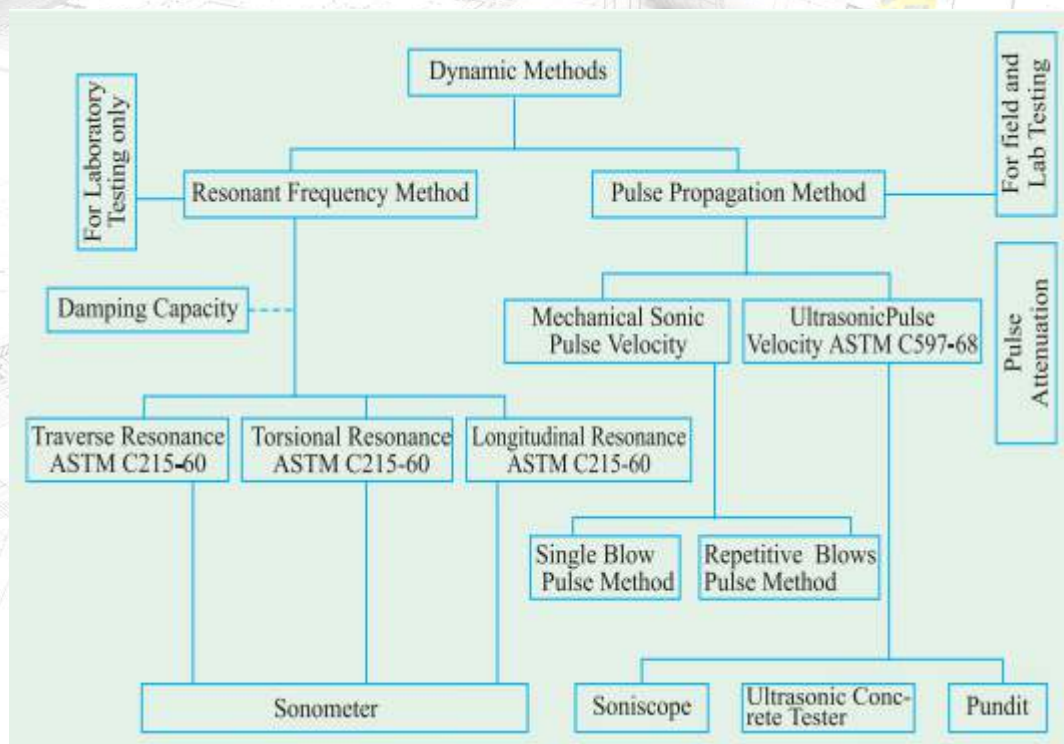 Dynamic Methods
For Laboratory
Testing only
For field and
Lab Testing
Resonant Frequency Method
Pulse Propagation Method
Damping Capacity
Mechanical Sonic
Pulse Velocity
UltrasonicPulse
Velocity ASTM C597-68
Pulse
Attenuation
Traverse Resonance
ASTM C215-60
Torsional Resonance
ASTM C215-60
Longitudinal Resonance
ASTM C215-60
Single Blow
Pulse Method
Repetitive Blows
Pulse Method
Sonometer
Soniscope
Ultrasonic Conc-
rete Tester
Pundit